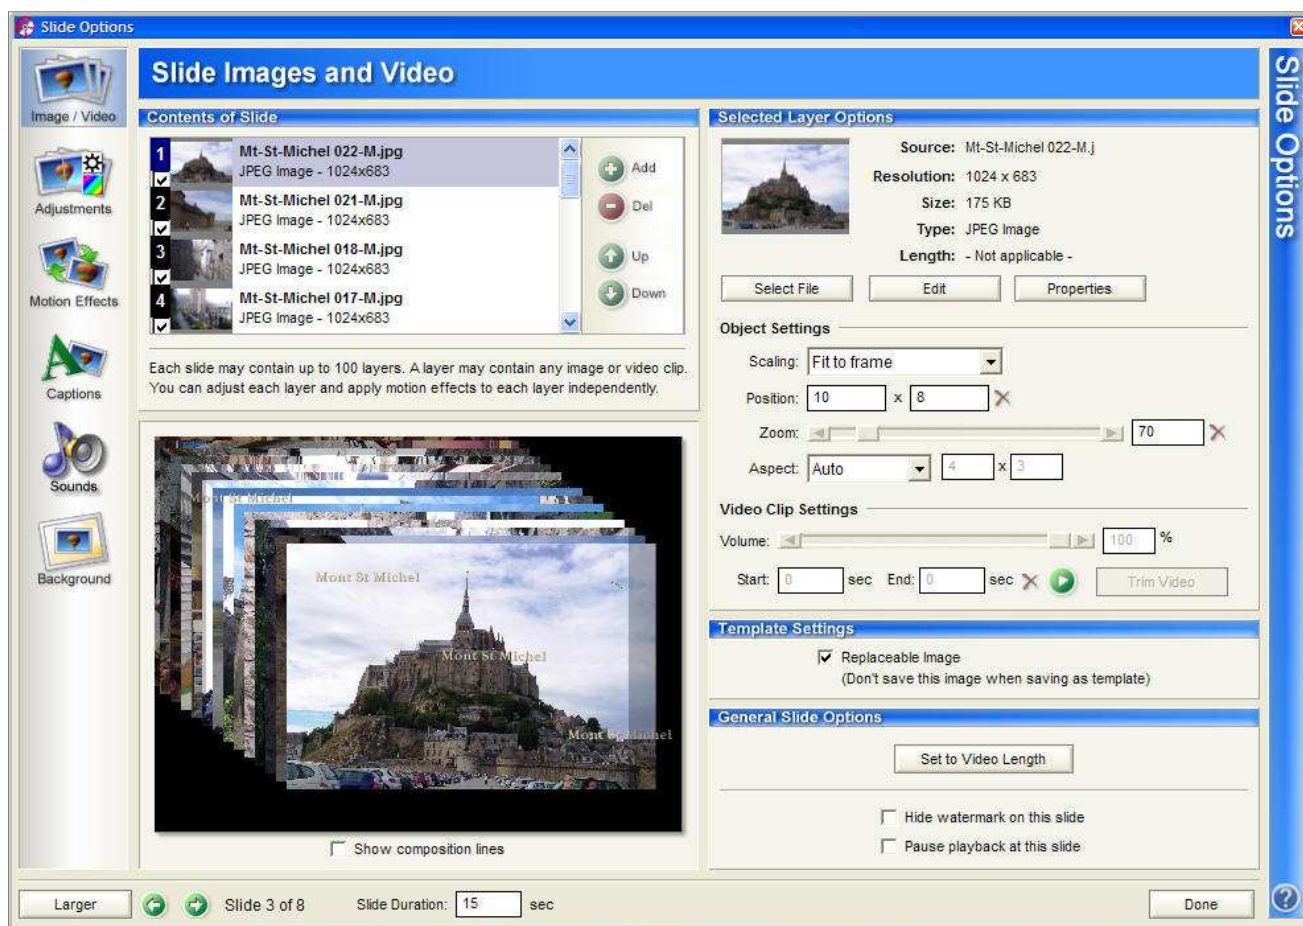 Slide Options
Slide Options
Image / Video
Adjustments
Motion Effects
Captions
Sounds
Background
Slide Images and Video
Contents of Slide
1
Mt-St-Michel 022-M.jpg
JPEG Image - 1024x683
2
Mt-St-Michel 021-M.jpg
JPEG Image - 1024x683
3
Mt-St-Michel 018-M.jpg
JPEG Image - 1024x683
4
Mt-St-Michel 017-M.jpg
JPEG Image - 1024x683
Add
Del
Up
Down
Each slide may contain up to 100 layers. A layer may contain any image or video clip.
You can adjust each layer and apply motion effects to each layer independently.
Mont St Michel
Mont St Michel
Mont St Michel
Mont St Michel
Show composition lines
Selected Layer Options
Source: Mt-St-Michel 022-M.j
Resolution: 1024 x 683
Size: 175 KB
Type: JPEG Image
Length: - Not applicable -
Select File Edit Properties
Object Settings
Scaling: Fit to frame
Position: 10 x 8
Zoom: 70
Aspect: Auto 4 x 3
Video Clip Settings
Volume: 100 %
Start: 0 sec End: 0 sec Trim Video
Template Settings
Replaceable Image
(Don't save this image when saving as template)
General Slide Options
Set to Video Length
Hide watermark on this slide
Pause playback at this slide
Larger Slide 3 of 8 Slide Duration: 15 sec Done